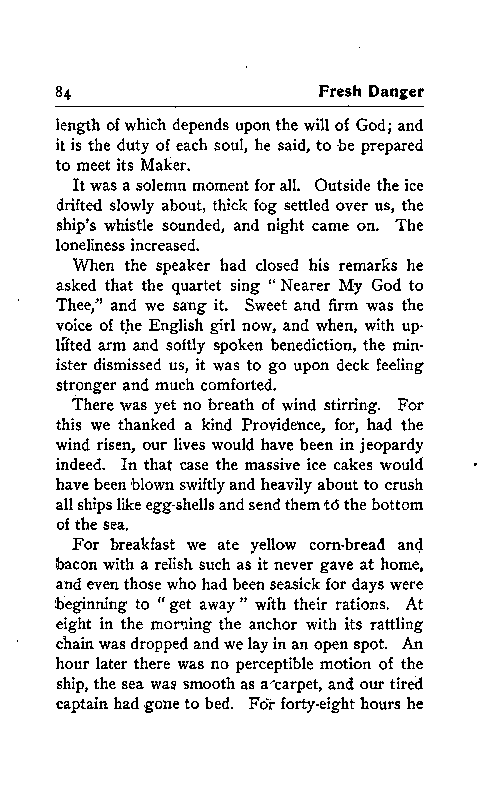 84 Fresh Danger
length of which depends upon the will of God; and
it is the duty of each soul, he said, to be prepared
to meet its Maker.
It was a solemn moment for all. Outside the ice
drifted slowly about, thick fog settled over us, the
ship's whistle sounded, and night came on. The
loneliness increased.
When the speaker had closed his remarks he
asked that the quartet sing "Nearer My God to
Thee," and we sang it. Sweet and firm was the
voice of the English girl now, and when, with up-
lifted arm and softly spoken benediction, the min-
ister dismissed us, it was to go upon deck feeling
stronger and much comforted.
There was yet no breath of wind stirring. For
this we thanked a kind Providence, for, had the
wind risen, our lives would have been in jeopardy
indeed. In that case the massive ice cakes would
have been blown swiftly and heavily about to crush
all ships like egg-shells and send them to the bottom
of the sea.
For breakfast we ate yellow corn-bread and
bacon with a relish such as it never gave at home,
and even those who had been seasick for days were
beginning to "get away" with their rations. At
eight in the morning the anchor with its rattling
chain was dropped and we lay in an open spot. An
hour later there was no perceptible motion of the
ship, the sea was smooth as a carpet, and our tired
captain had gone to bed. For forty-eight hours he